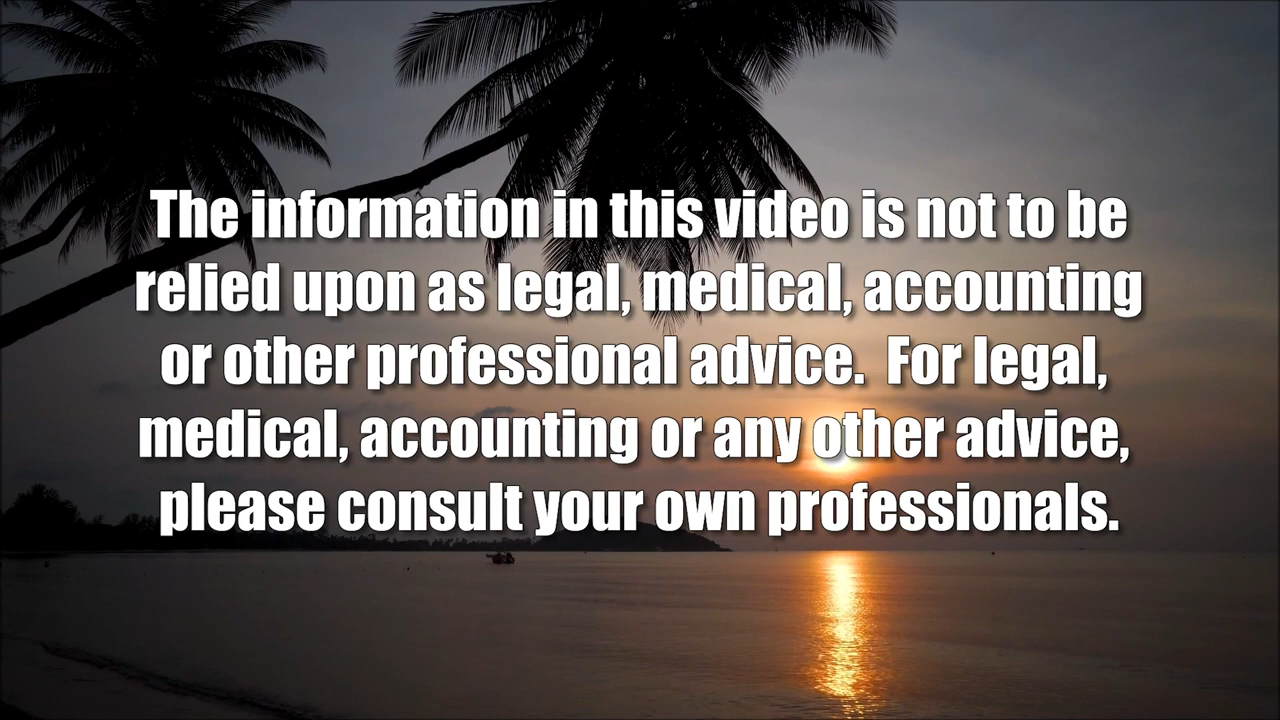 The information in this video is not to be
relied upon as legal, medical, accounting
or other professional advice.  For legal,
medical, accounting or any other advice,
please consult your own professionals.